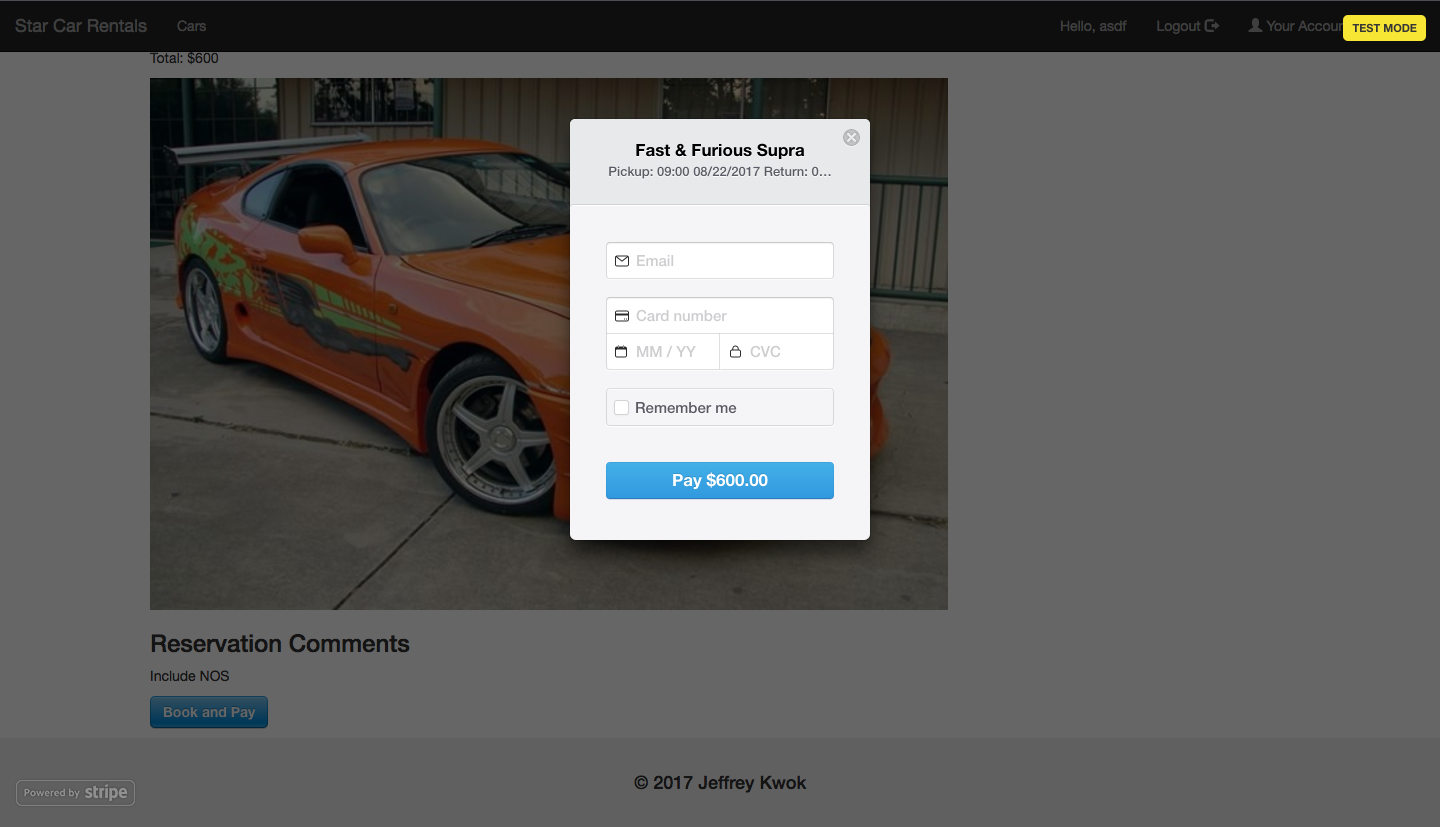 Star Car Rentals Cars Hello, asdf Logout Your Accoun TEST MODE
Total: $600
Fast & Furious Supra
Pickup: 09:00 08/22/2017 Return: 0...
Email
Card number
MM / YY CVC
Remember me
Pay $600.00
Reservation Comments
Include NOS
Book and Pay
© 2017 Jeffrey Kwok
Powered by stripe